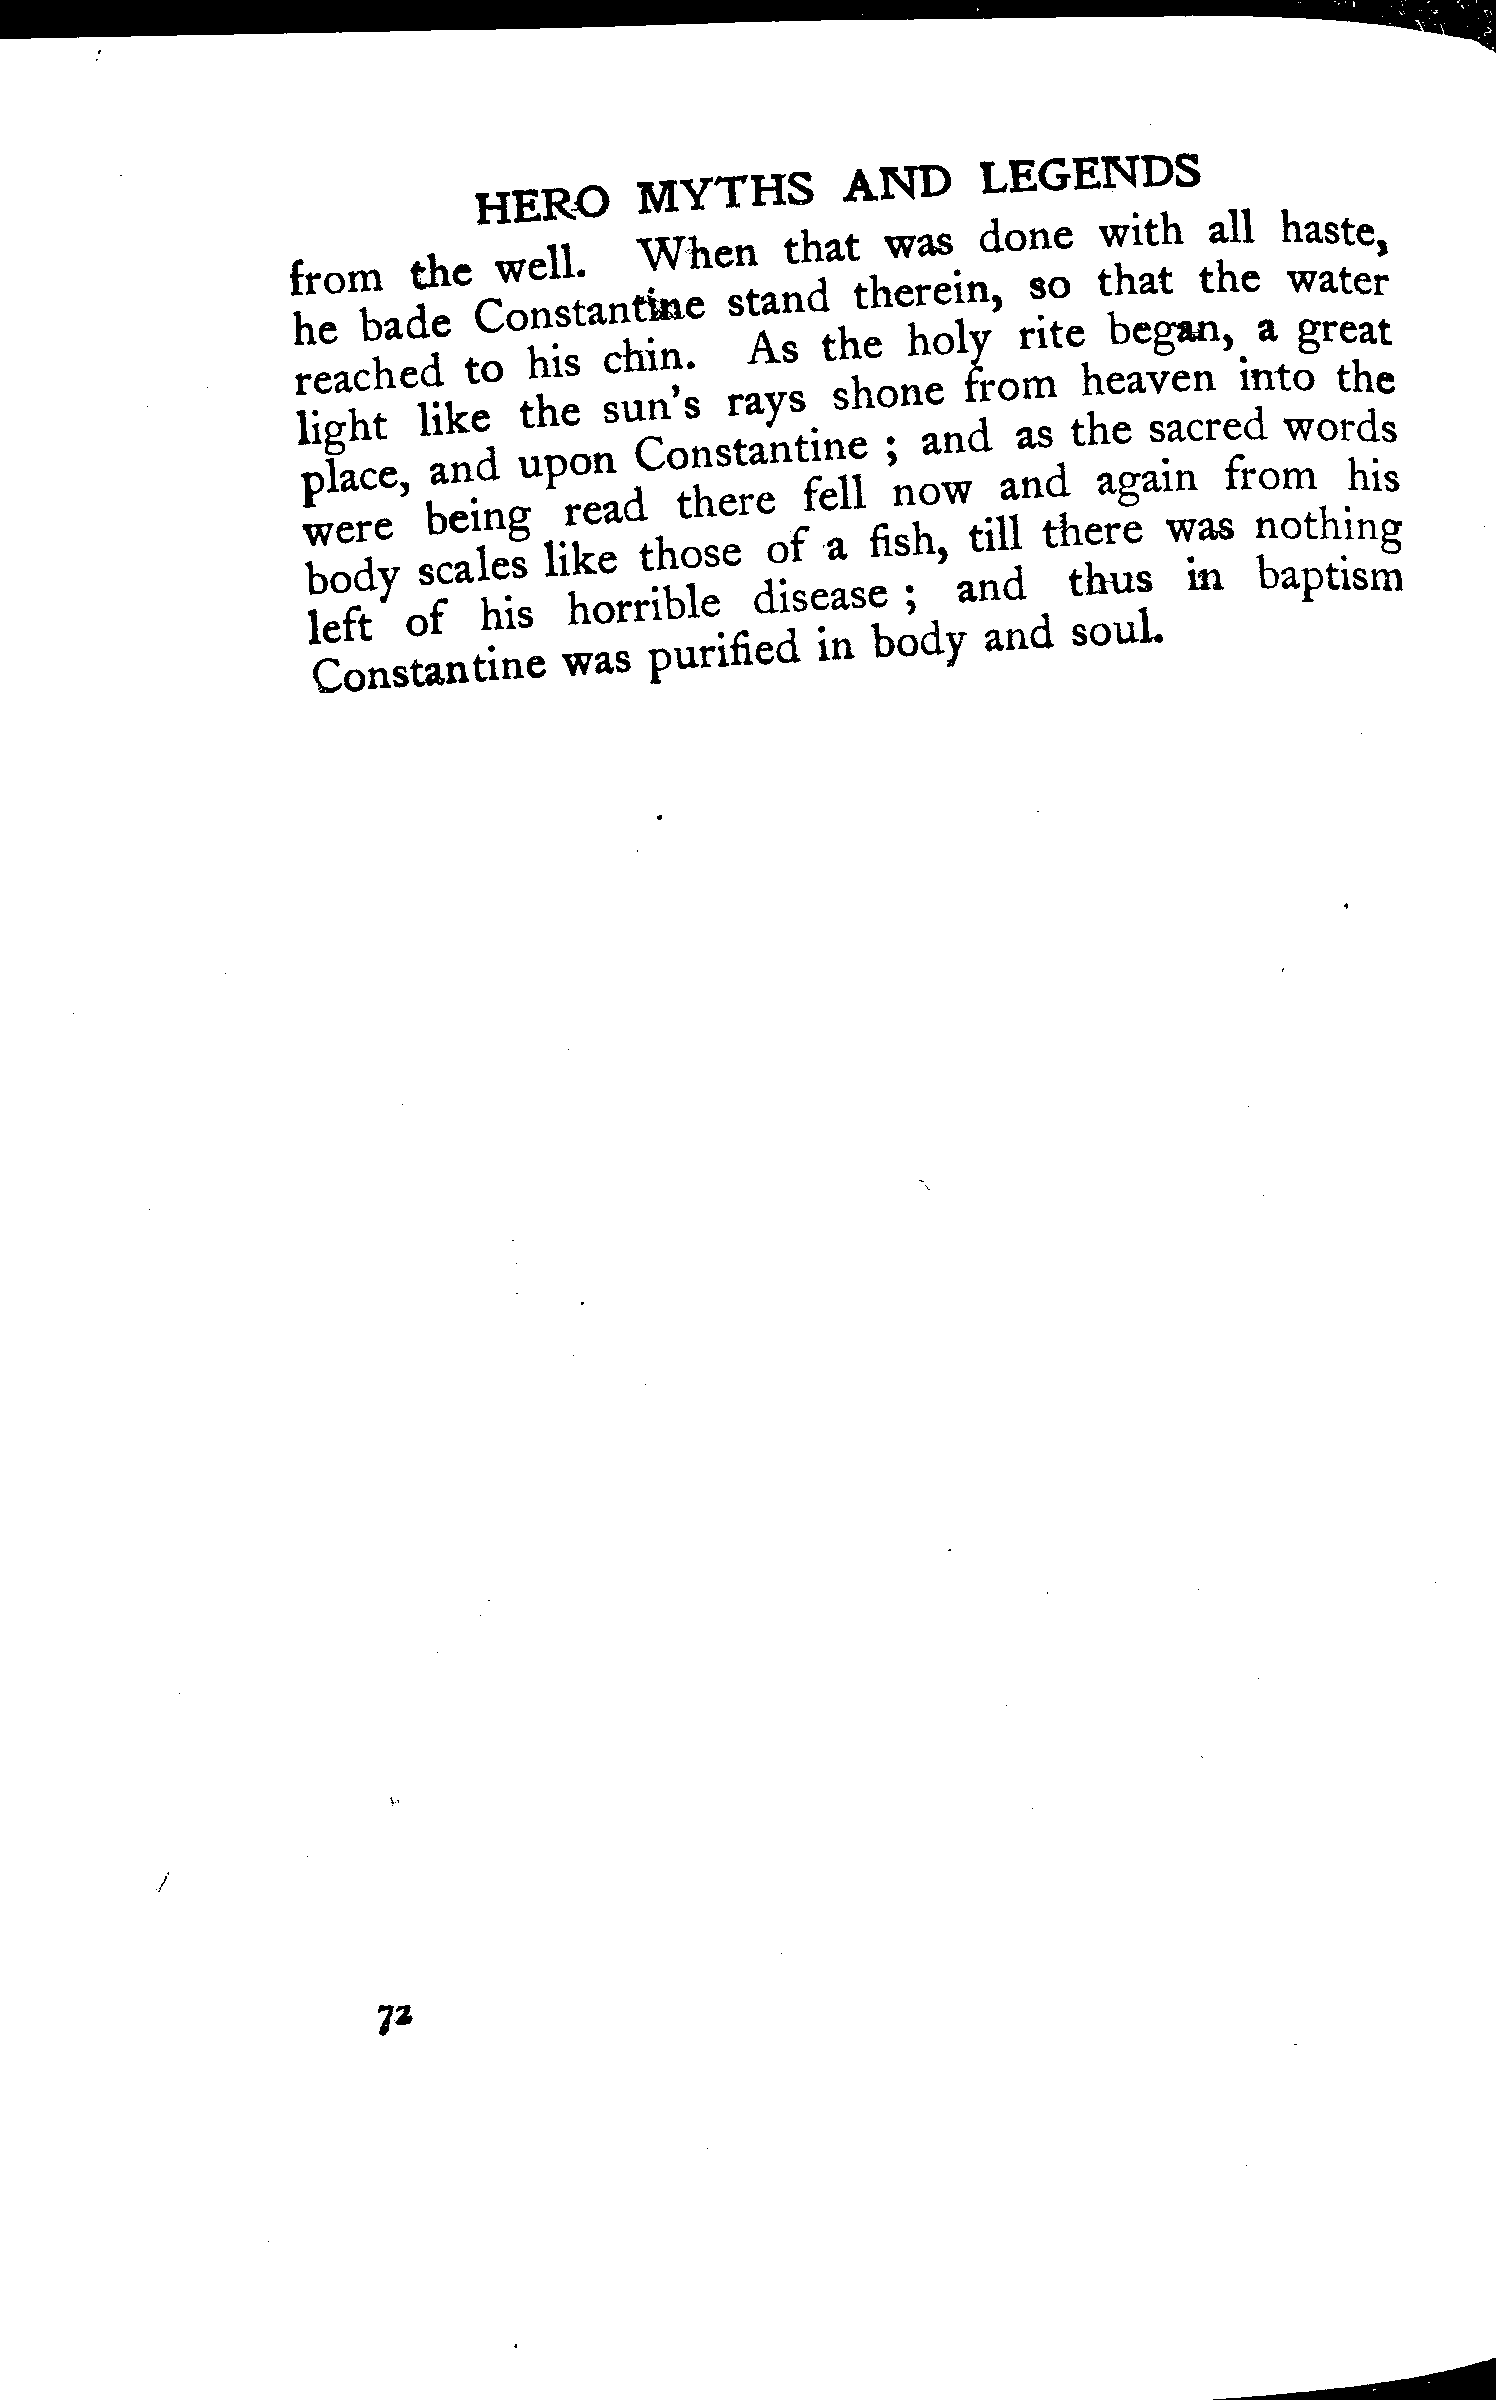 HERO MYTHS AND LEGENDS
from the well. When that was done with all haste,
he bade Constantine stand therein, so that the water
reached to his chin. As the holy rite began, a great
light like the sun's rays shone from heaven into the
place, and upon Constantine ; and as the sacred words
were being read there fell now and again from his
body scales like those of a fish, till there was nothing
left of his horrible disease ; and thus in baptism
Constantine was purified in body and soul.
72